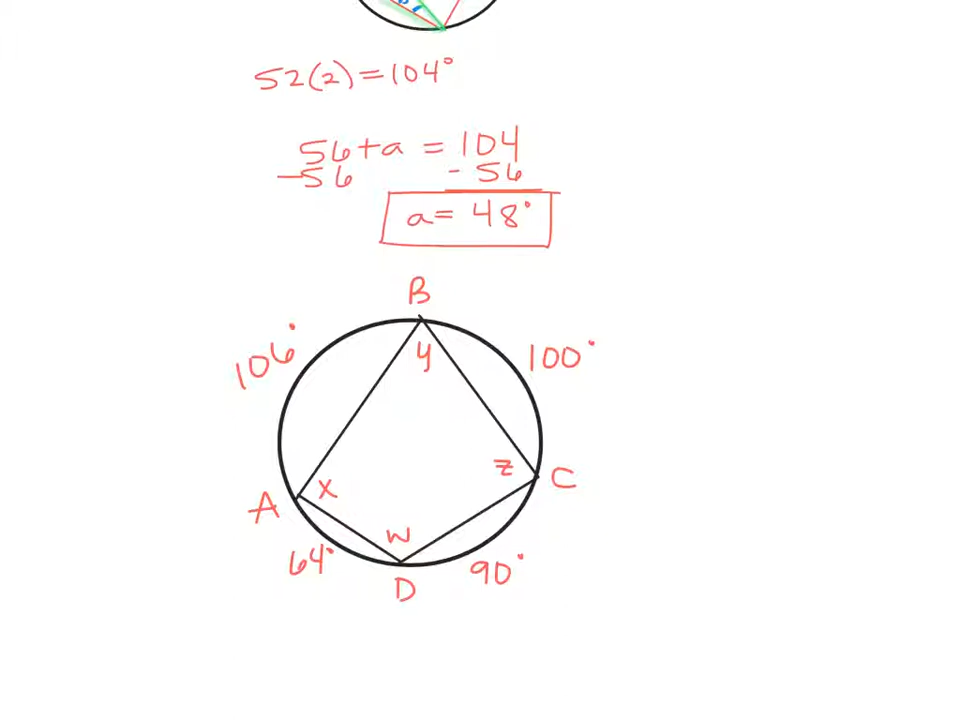 52(2)=104°
56+a = 104
-56 - 56
a= 48°
B
106°
100°
y
z
C
A
x
w
64°
90°
D